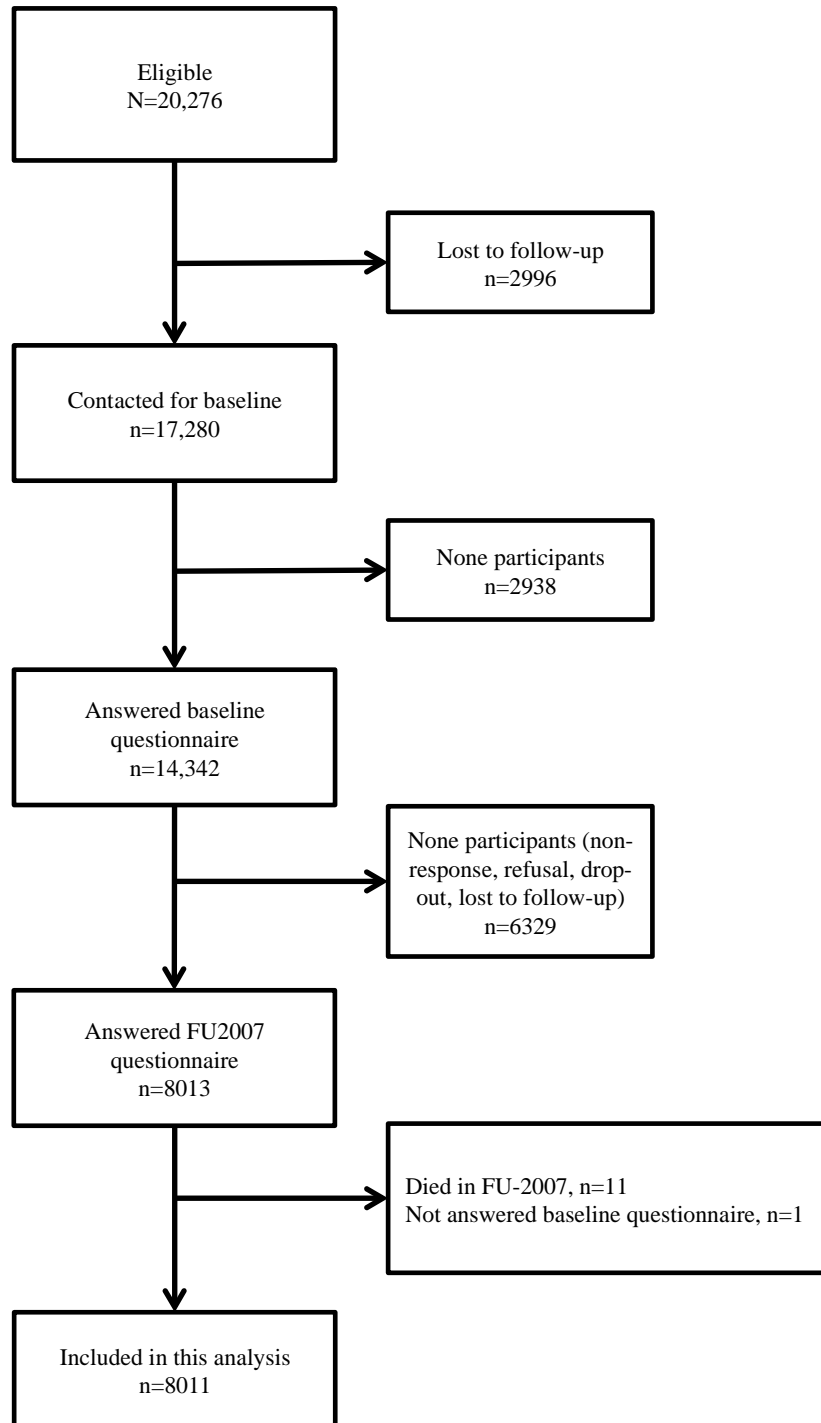 Eligible
N=20,276
Lost to follow-up
n=2996
Contacted for baseline
n=17,280
None participants
n=2938
Answered baseline
questionnaire
n=14,342
None participants (non-
response, refusal, drop-
out, lost to follow-up)
n=6329
Answered FU2007
questionnaire
n=8013
Died in FU-2007, n=11
Not answered baseline questionnaire, n=1
Included in this analysis
n=8011